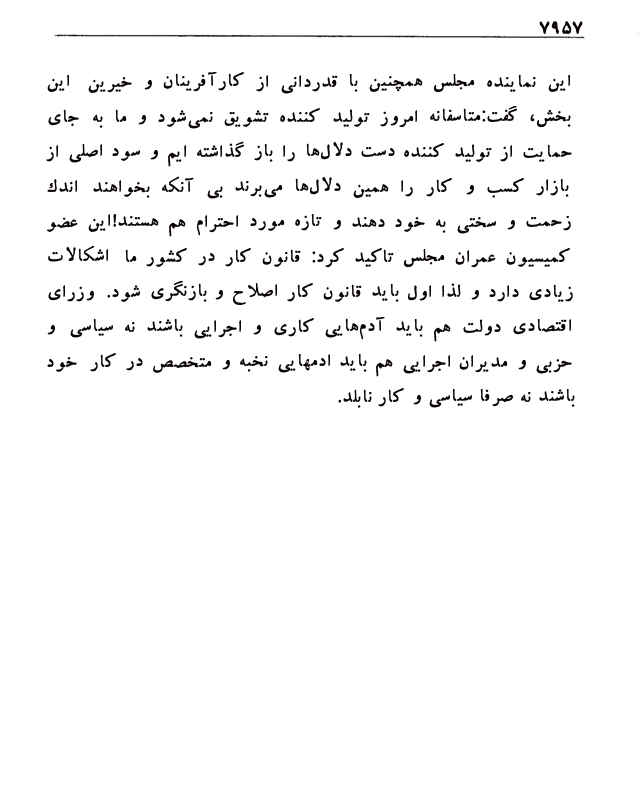 ۷۹۵۷
این نماینده مجلس همچنین با قدردانی از کارآفرینان و خیرین این
بخش، گفت:متاسفانه امروز تولید کننده تشویق نمی‌شود و ما به جای
حمایت از تولید کننده دست دلال‌ها را باز گذاشته ایم و سود اصلی از
بازار کسب و کار را همین دلال‌ها می‌برند بی آنکه بخواهند اندك
زحمت و سختی به خود دهند و تازه مورد احترام هم هستند!این عضو
کمیسیون عمران مجلس تاکید کرد: قانون کار در کشور ما اشکالات
زیادی دارد و لذا اول باید قانون کار اصلاح و بازنگری شود. وزرای
اقتصادی دولت هم باید آدم‌هایی کاری و اجرایی باشند نه سیاسی و
حزبی و مدیران اجرایی هم باید ادمهایی نخبه و متخصص در کار خود
باشند نه صرفا سیاسی و کار نابلد.